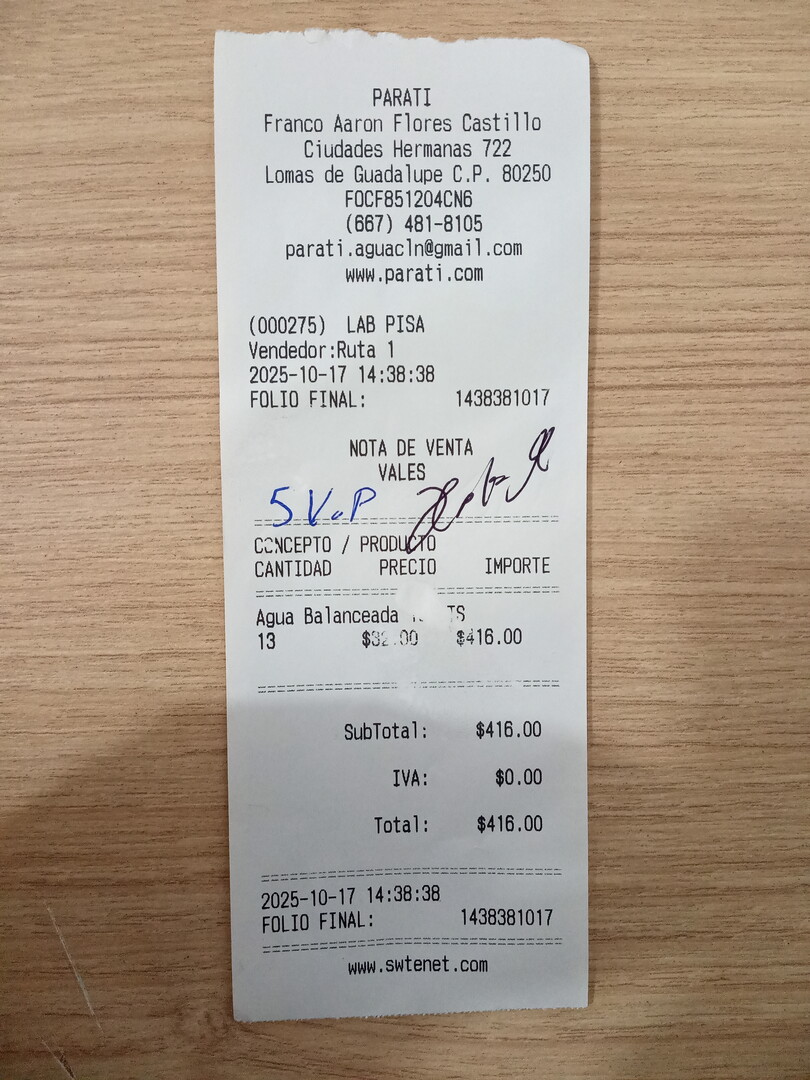 PARATI
Franco Aaron Flores Castillo
Ciudades Hermanas 722
Lomas de Guadalupe C.P. 80250
FOCF851204CN6
(667) 481-8105
parati.aguacln@gmail.com
www.parati.com
(000275) LAB PISA
Vendedor:Ruta 1
2025-10-17 14:38:38
FOLIO FINAL: 1438381017
NOTA DE VENTA
VALES
CONCEPTO / PRODUCTO
CANTIDAD PRECIO IMPORTE
Agua Balanceada
13 $32.00 $416.00
SubTotal: $416.00
IVA: $0.00
Total: $416.00
2025-10-17 14:38:38
FOLIO FINAL: 1438381017
www.swtenet.com